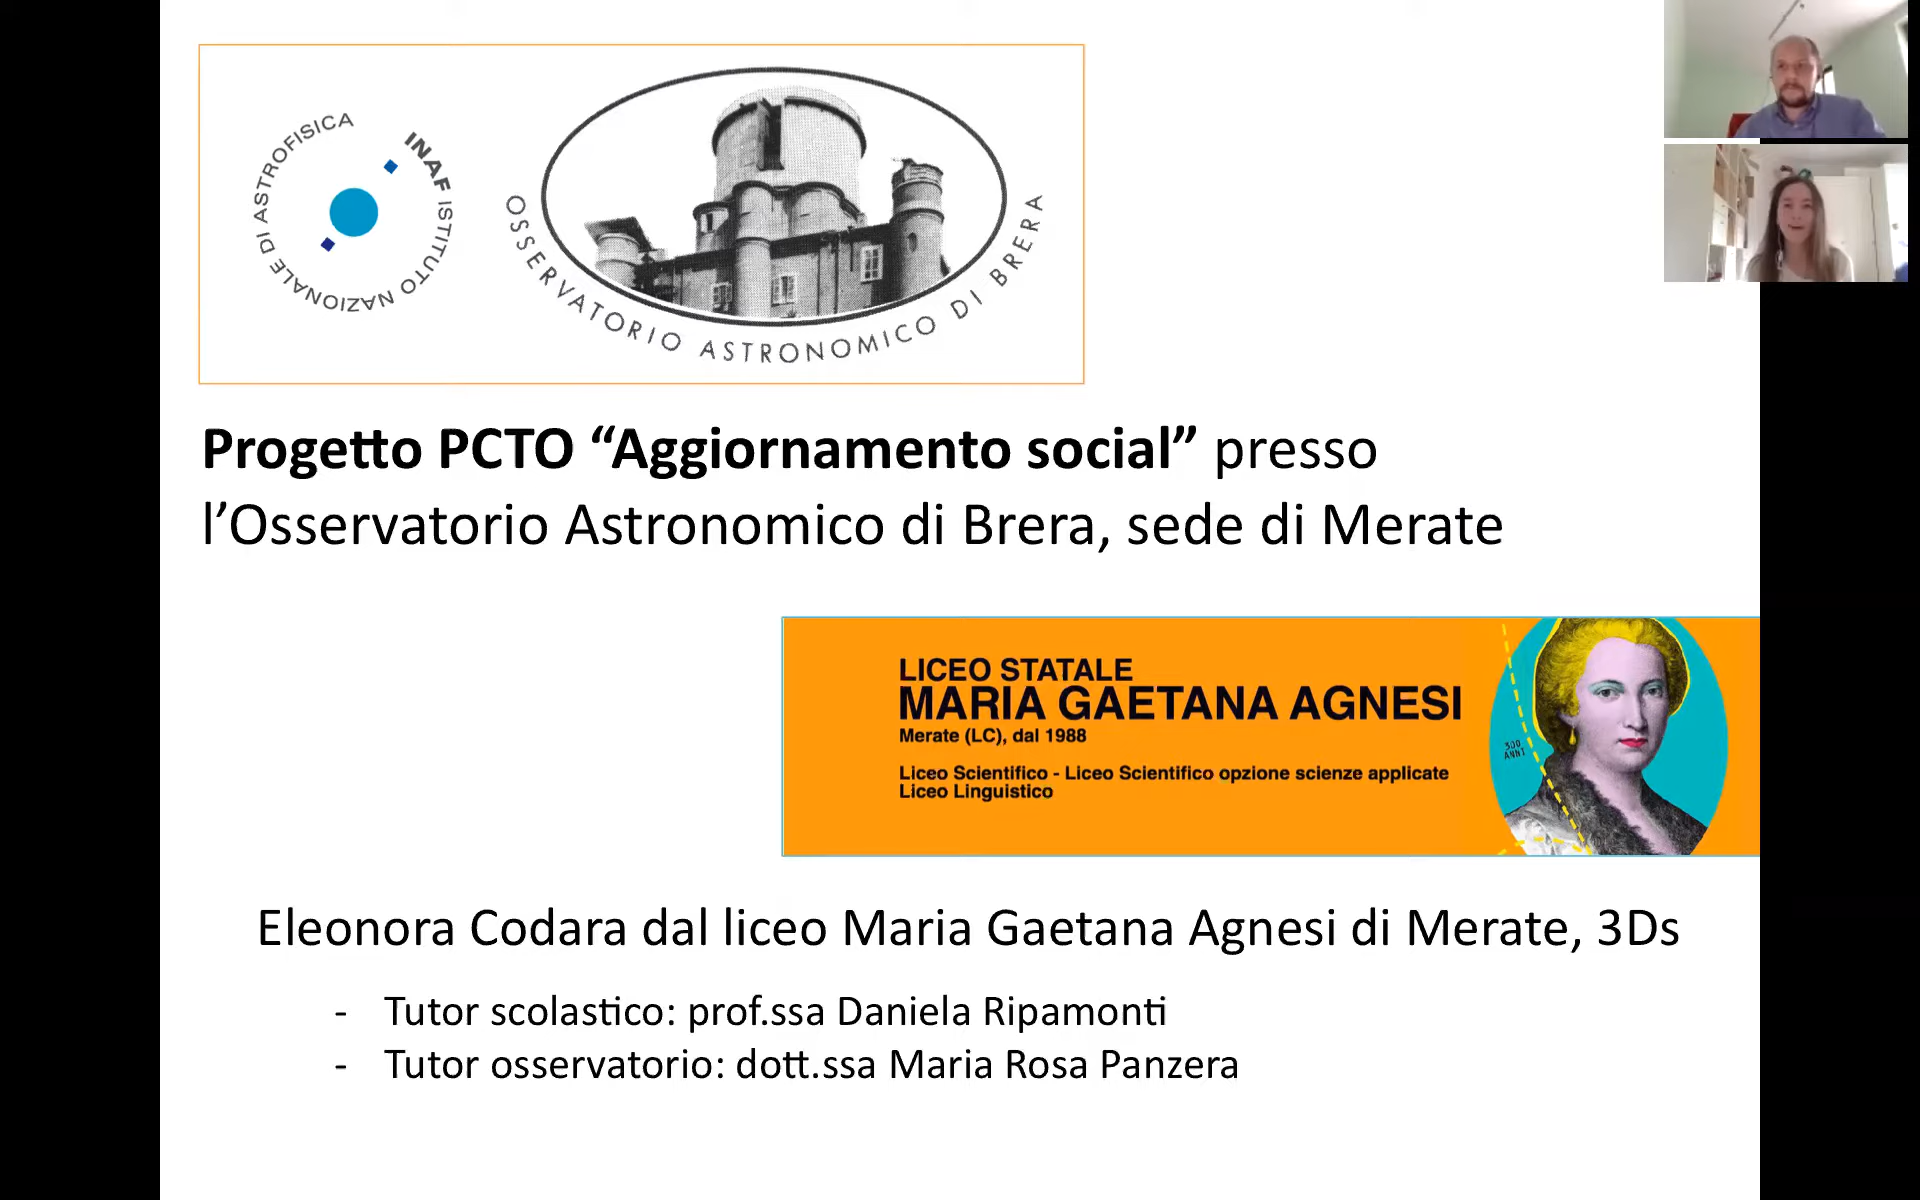 INAF ISTITUTO NAZIONALE DI ASTROFISICA
OSSERVATORIO ASTRONOMICO DI BRERA
Progetto PCTO “Aggiornamento social” presso
l’Osservatorio Astronomico di Brera, sede di Merate
LICEO STATALE
MARIA GAETANA AGNESI
Merate (LC), dal 1988
Liceo Scientifico - Liceo Scientifico opzione scienze applicate
Liceo Linguistico
300
ANNI
Eleonora Codara dal liceo Maria Gaetana Agnesi di Merate, 3Ds
- Tutor scolastico: prof.ssa Daniela Ripamonti
- Tutor osservatorio: dott.ssa Maria Rosa Panzera